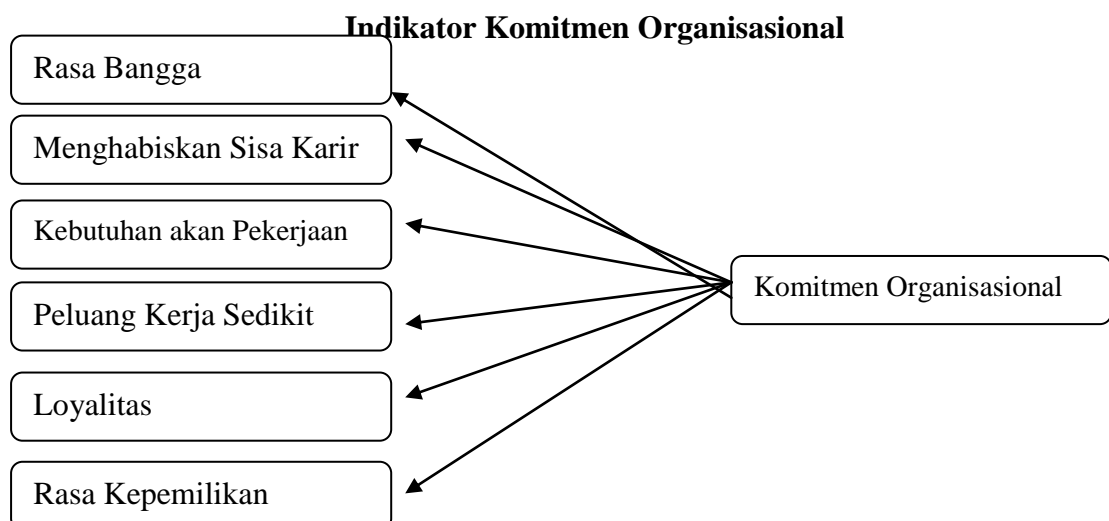 Indikator Komitmen Organisasional
Rasa Bangga
Menghabiskan Sisa Karir
Kebutuhan akan Pekerjaan
Peluang Kerja Sedikit
Loyalitas
Rasa Kepemilikan
Komitmen Organisasional